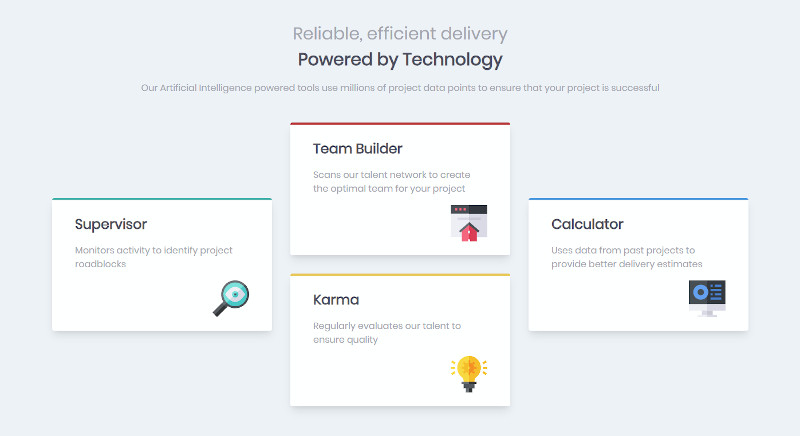 Reliable, efficient delivery
Powered by Technology
Our Artificial Intelligence powered tools use millions of project data points to ensure that your project is successful
Supervisor
Monitors activity to identify project
roadblocks
Team Builder
Scans our talent network to create
the optimal team for your project
Karma
Regularly evaluates our talent to
ensure quality
Calculator
Uses data from past projects to
provide better delivery estimates